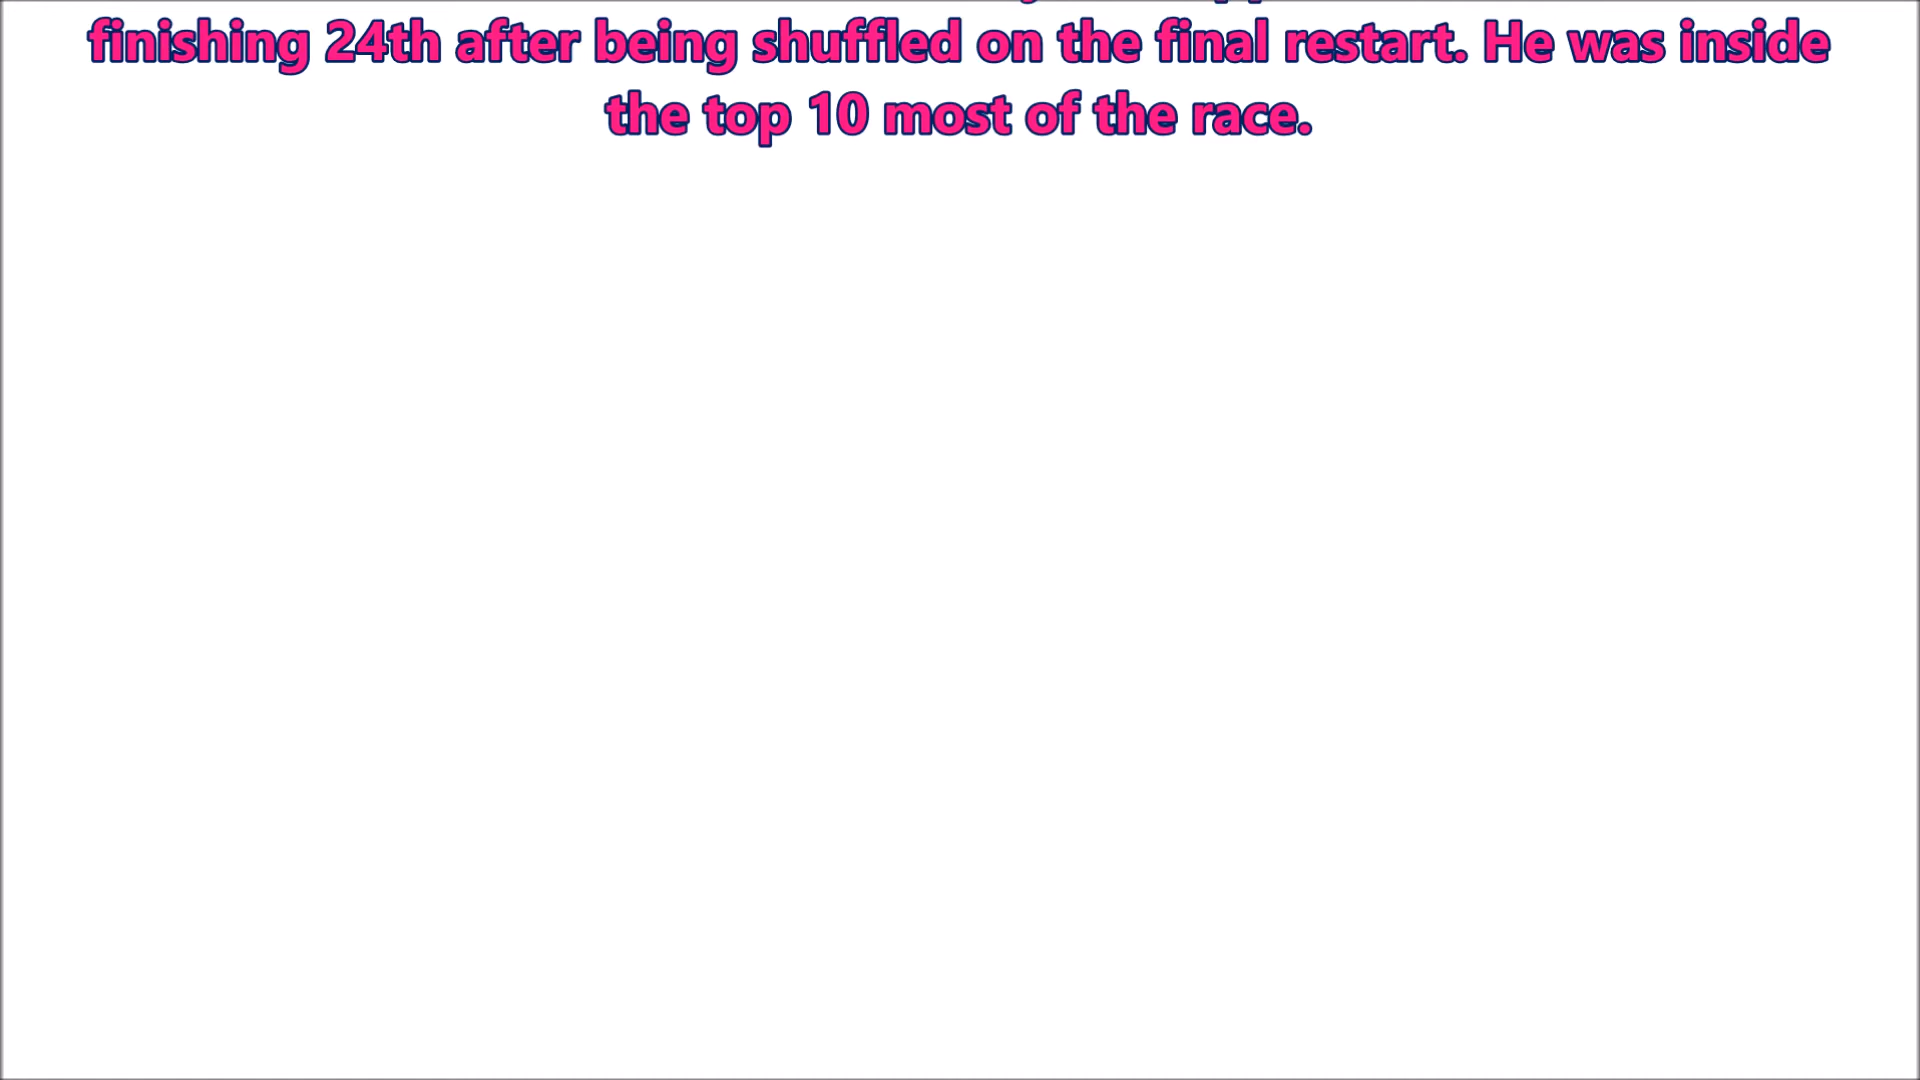 finishing 24th after being shuffled on the final restart. He was inside
the top 10 most of the race.